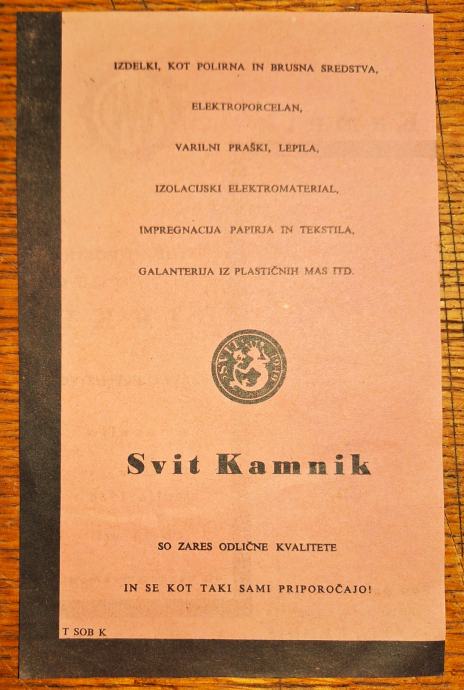 IZDELKI, KOT POLIRNA IN BRUSNA SREDSTVA,
ELEKTROPORCELAN,
VARILNI PRAŠKI, LEPILA,
IZOLACIJSKI ELEKTROMATERIAL,
IMPREGNACIJA PAPIRJA IN TEKSTILA,
GALANTERIJA IZ PLASTIČNIH MAS ITD.
SVIT
Svit Kamnik
SO ZARES ODLIČNE KVALITETE
IN SE KOT TAKI SAMI PRIPOROČAJO!
T SOB K